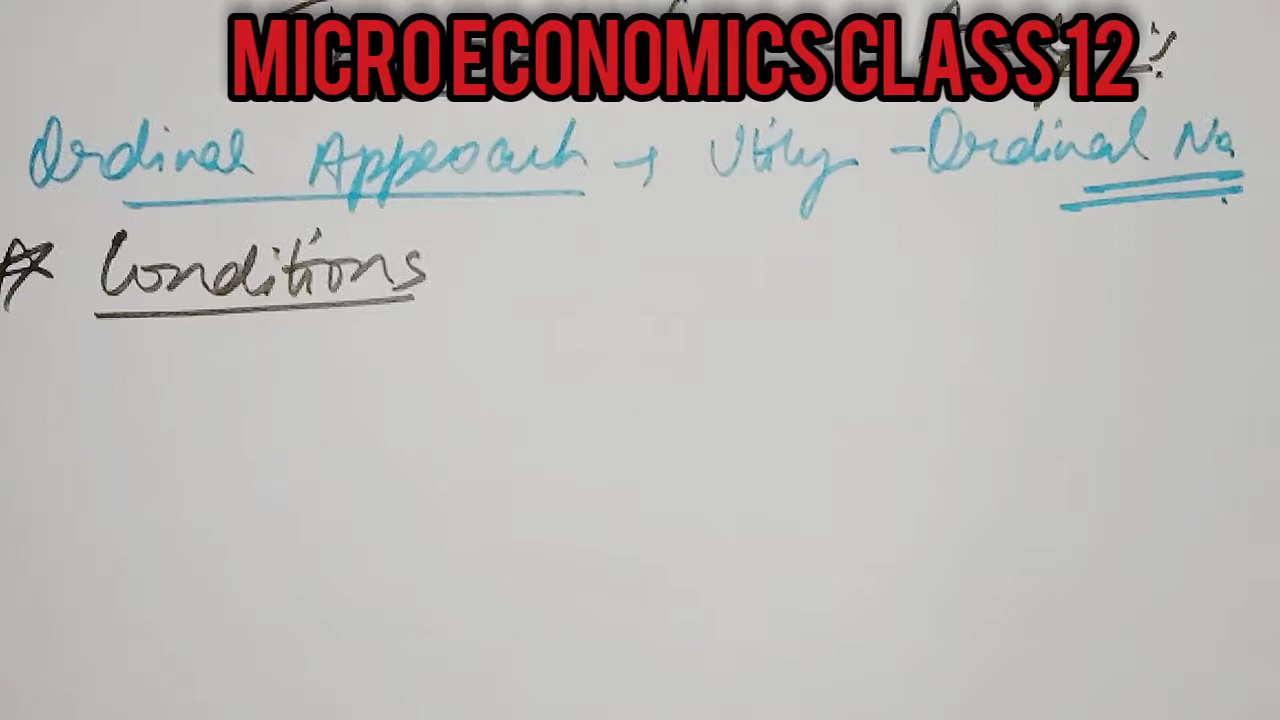 MICRO ECONOMICS CLASS 12
Ordinal Approach → Utility - Ordinal No.
Conditions